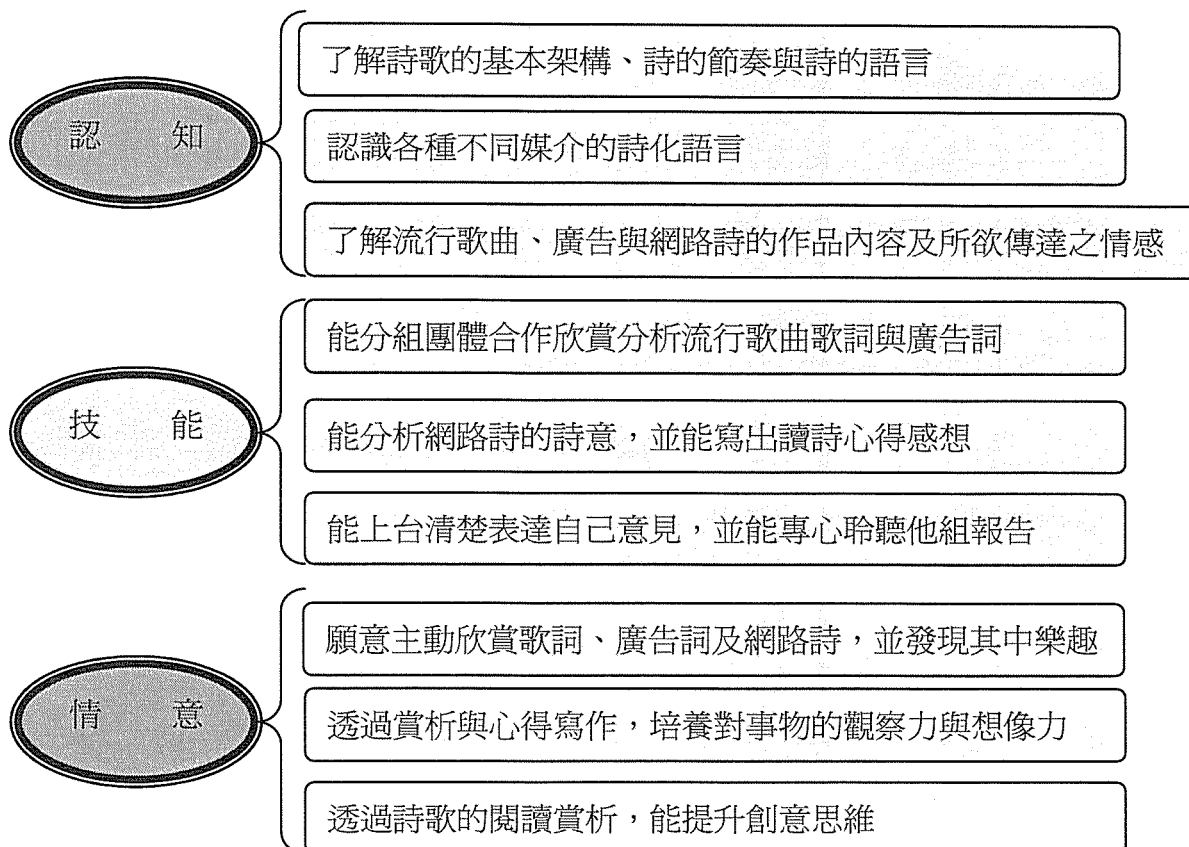 認知
了解詩歌的基本架構、詩的節奏與詩的語言
認識各種不同媒介的詩化語言
了解流行歌曲、廣告與網路詩的作品內容及所欲傳達之情感
技能
能分組團體合作欣賞分析流行歌曲歌詞與廣告詞
能分析網路詩的詩意，並能寫出讀詩心得感想
能上台清楚表達自己意見，並能專心聆聽他組報告
情意
願意主動欣賞歌詞、廣告詞及網路詩，並發現其中樂趣
透過賞析與心得寫作，培養對事物的觀察力與想像力
透過詩歌的閱讀賞析，能提升創意思維